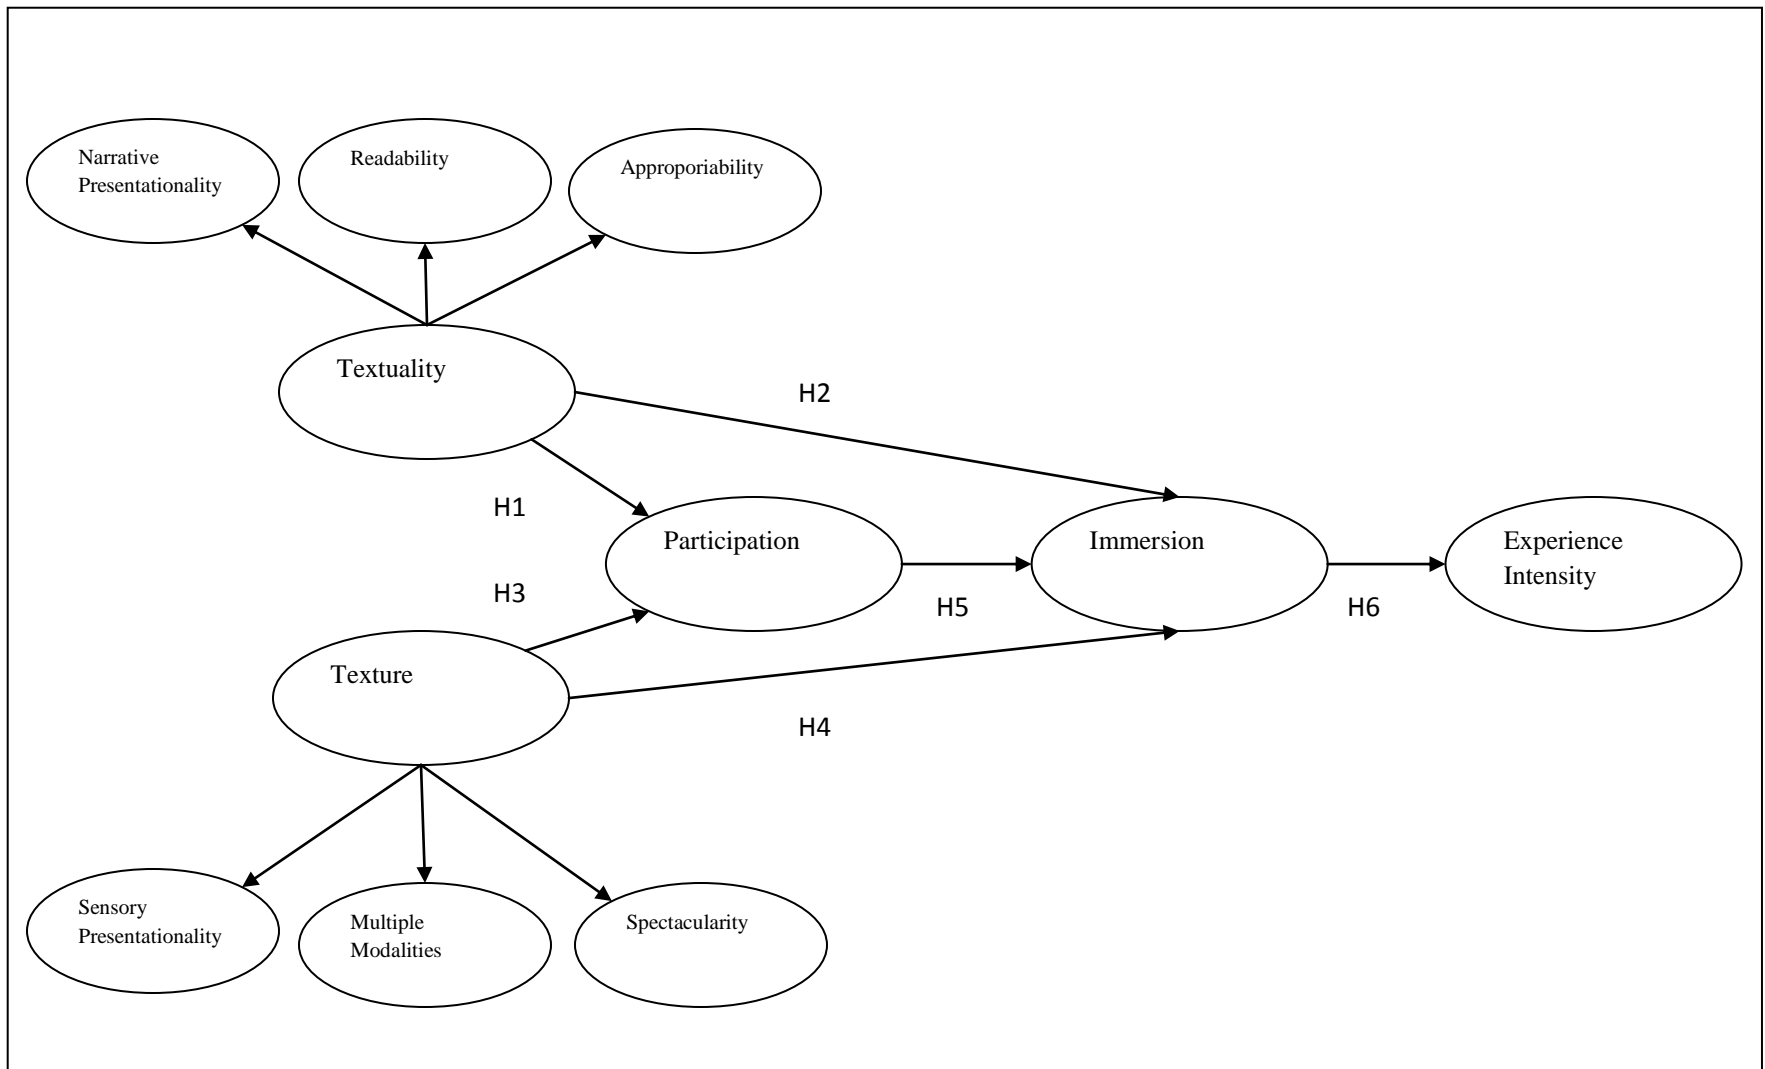 Narrative
Presentationality
Readability
Approporiability
Textuality
H2
H1
Participation
Immersion
Experience
Intensity
H3
H5
H6
Texture
H4
Sensory
Presentationality
Multiple
Modalities
Spectacularity